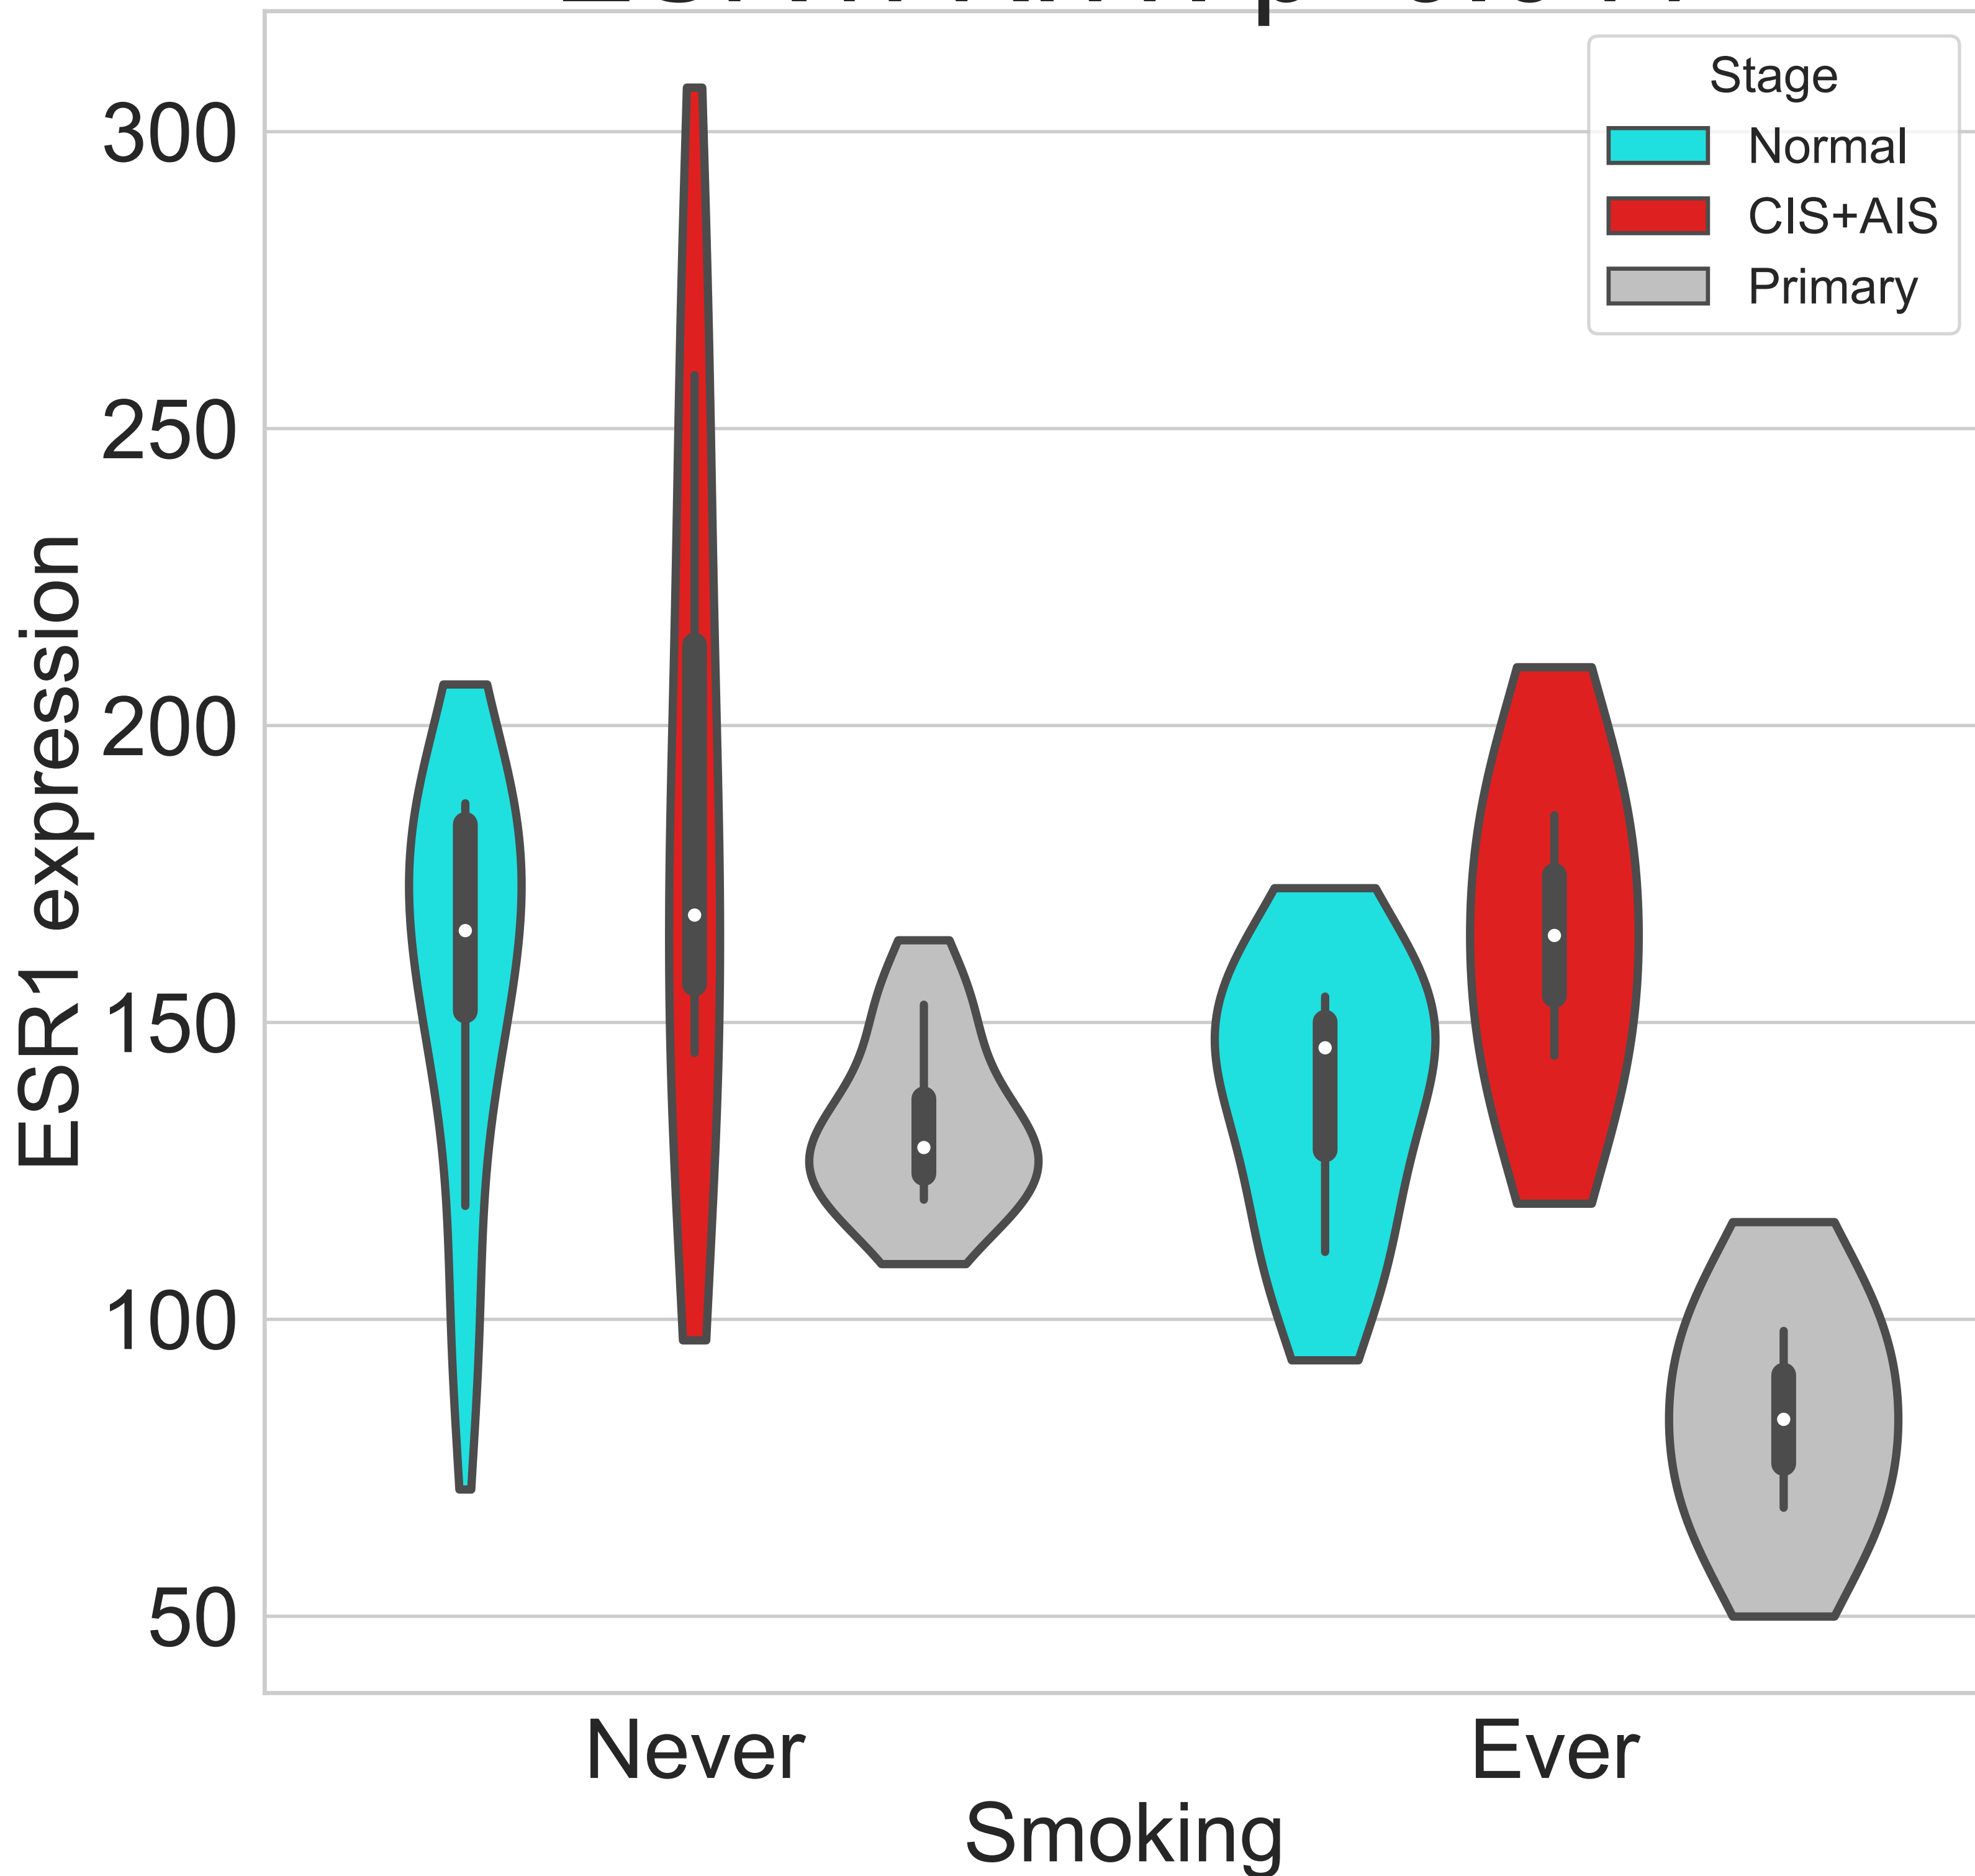 Stage
Normal
CIS+AIS
Primary
300
250
200
150
100
50
ESR1 expression
Never Ever
Smoking